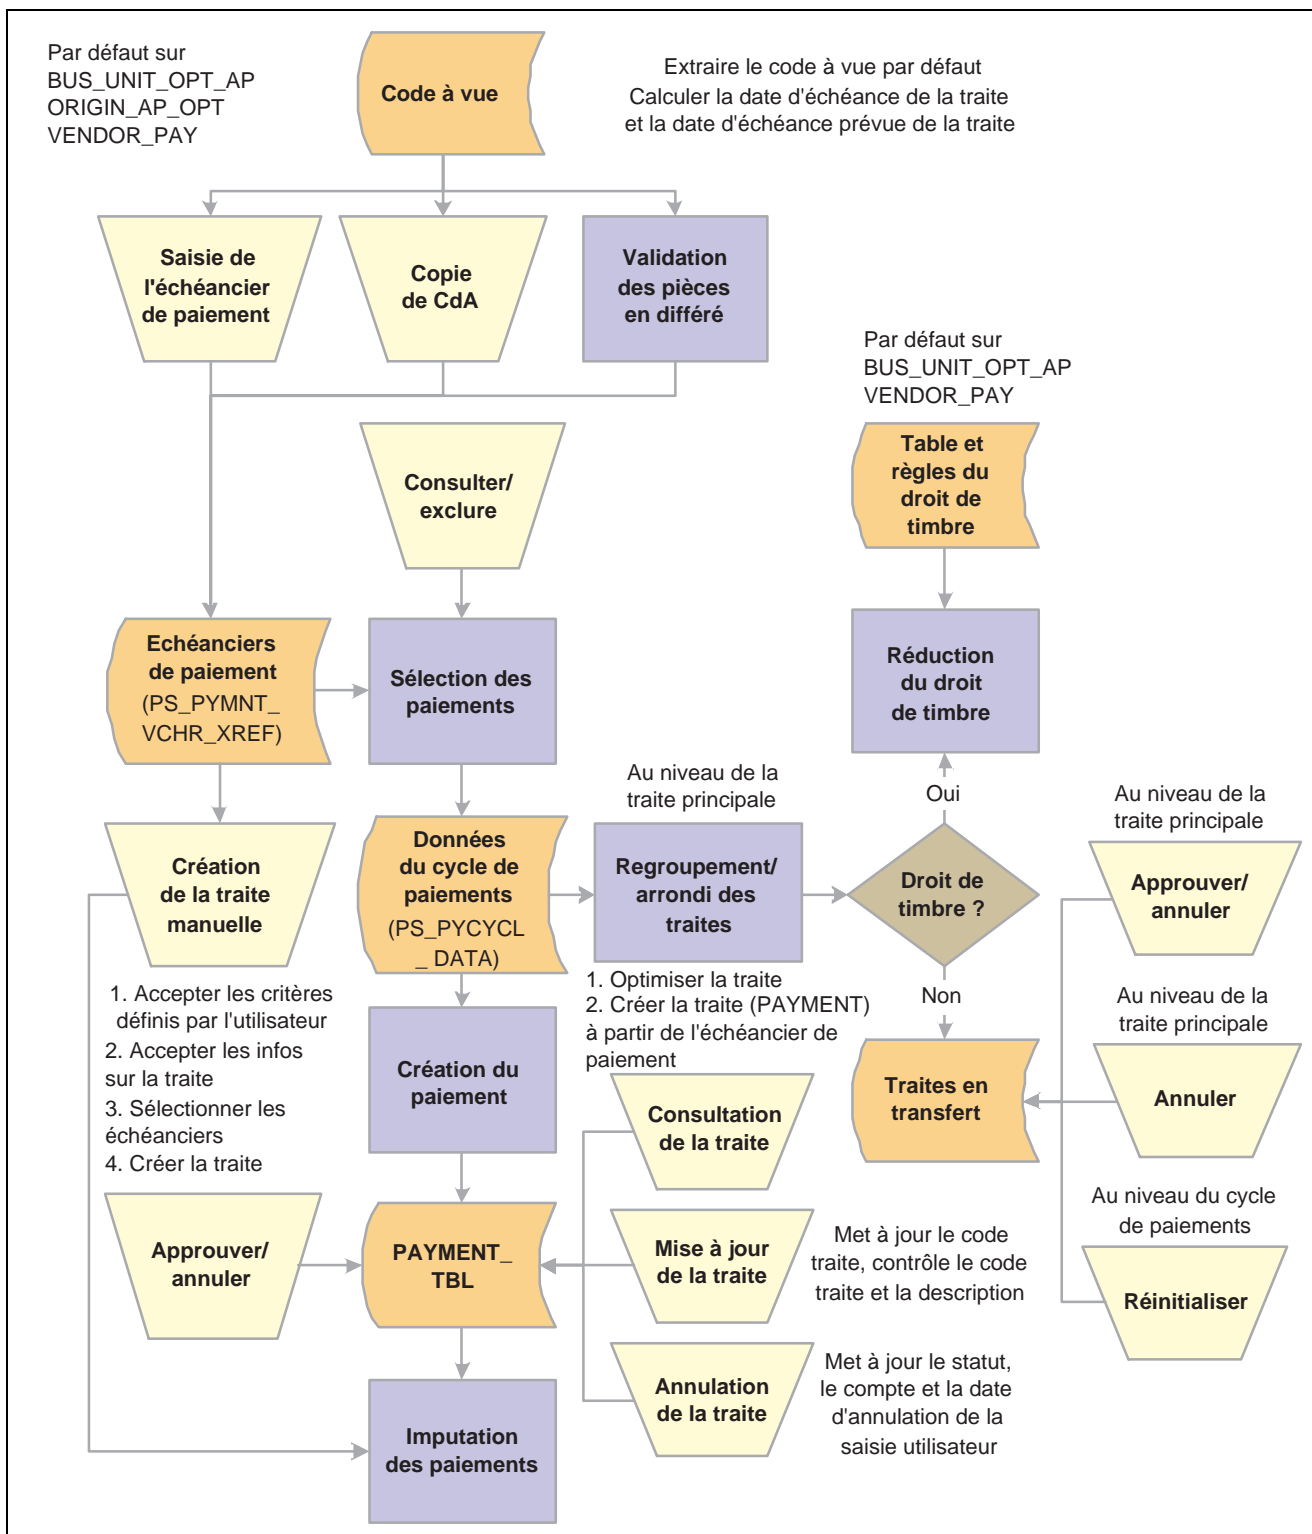 Par défaut sur
BUS_UNIT_OPT_AP
ORIGIN_AP_OPT
VENDOR_PAY
Code à vue
Extraire le code à vue par défaut
Calculer la date d'échéance de la traite
et la date d'échéance prévue de la traite
Saisie de
l'échéancier
de paiement
Copie
de CdA
Validation
des pièces
en différé
Par défaut sur
BUS_UNIT_OPT_AP
VENDOR_PAY
Consulter/
exclure
Table et
règles du
droit de
timbre
Echéanciers
de paiement
(PS_PYMNT_
VCHR_XREF)
Sélection des
paiements
Réduction
du droit
de timbre
Au niveau de la
traite principale
Oui
Au niveau de la
traite principale
Création
de la traite
manuelle
Données
du cycle de
paiements
(PS_PYCYCL
_ DATA)
Regroupement/
arrondi des
traites
Droit de
timbre ?
Approuver/
annuler
1. Accepter les critères
définis par l'utilisateur
2. Accepter les infos
sur la traite
3. Sélectionner les
échéanciers
4. Créer la traite
1. Optimiser la traite
2. Créer la traite (PAYMENT)
à partir de l'échéancier de
paiement
Non
Au niveau de la
traite principale
Création du
paiement
Consultation
de la traite
Traites en
transfert
Annuler
Au niveau du cycle
de paiements
Approuver/
annuler
PAYMENT_
TBL
Mise à jour
de la traite
Met à jour le code
traite, contrôle le code
traite et la description
Réinitialiser
Imputation
des paiements
Annulation
de la traite
Met à jour le statut,
le compte et la date
d'annulation de la
saisie utilisateur